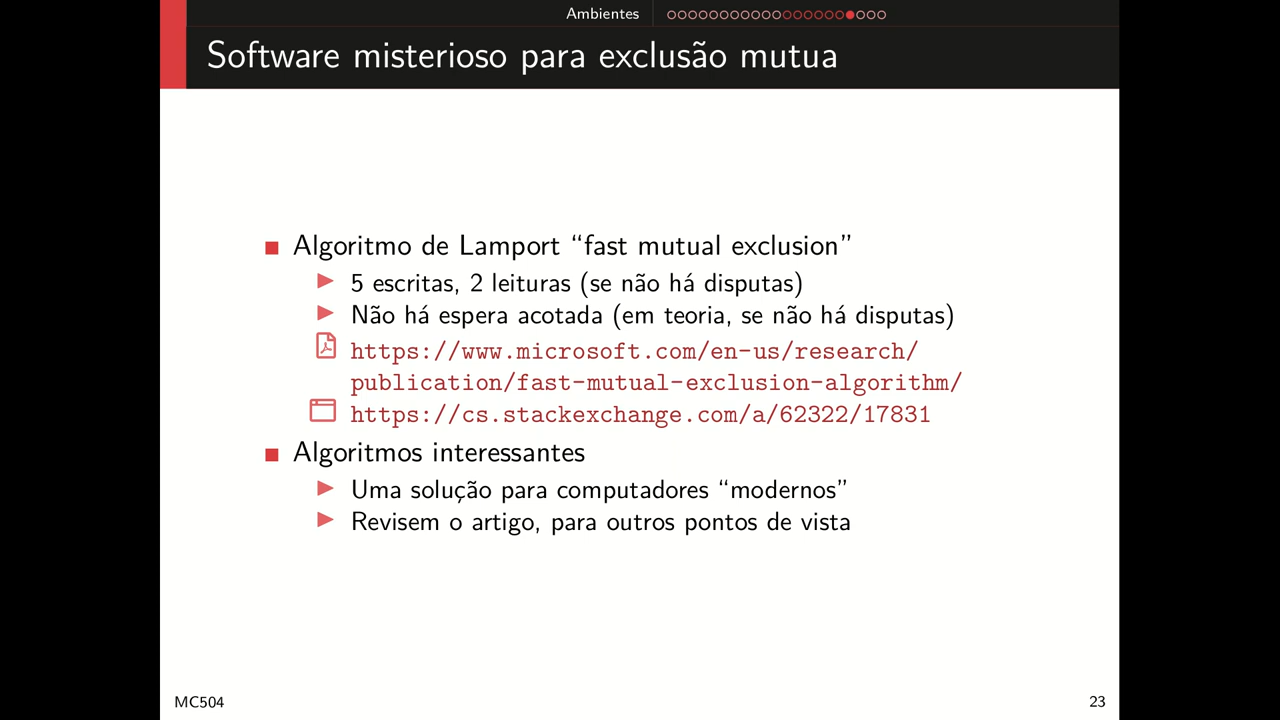 Ambientes
Software misterioso para exclusão mutua
Algoritmo de Lamport “fast mutual exclusion”
5 escritas, 2 leituras (se não há disputas)
Não há espera acotada (em teoria, se não há disputas)
https://www.microsoft.com/en-us/research/
publication/fast-mutual-exclusion-algorithm/
https://cs.stackexchange.com/a/62322/17831
Algoritmos interessantes
Uma solução para computadores “modernos”
Revisem o artigo, para outros pontos de vista
MC504
23